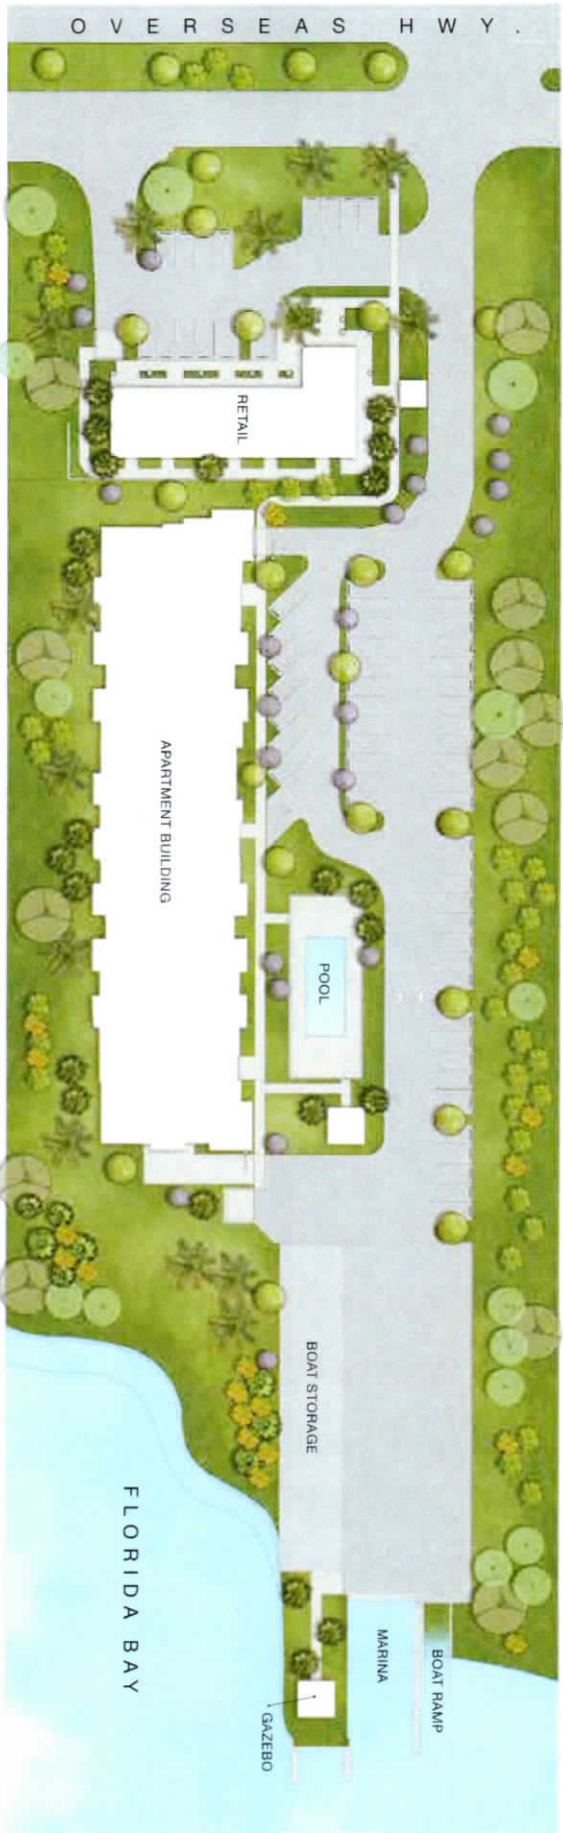 OVERSEAS HWY.
RETAIL
APARTMENT BUILDING
POOL
BOAT STORAGE
FLORIDA BAY
MARINA
BOAT RAMP
GAZEBO